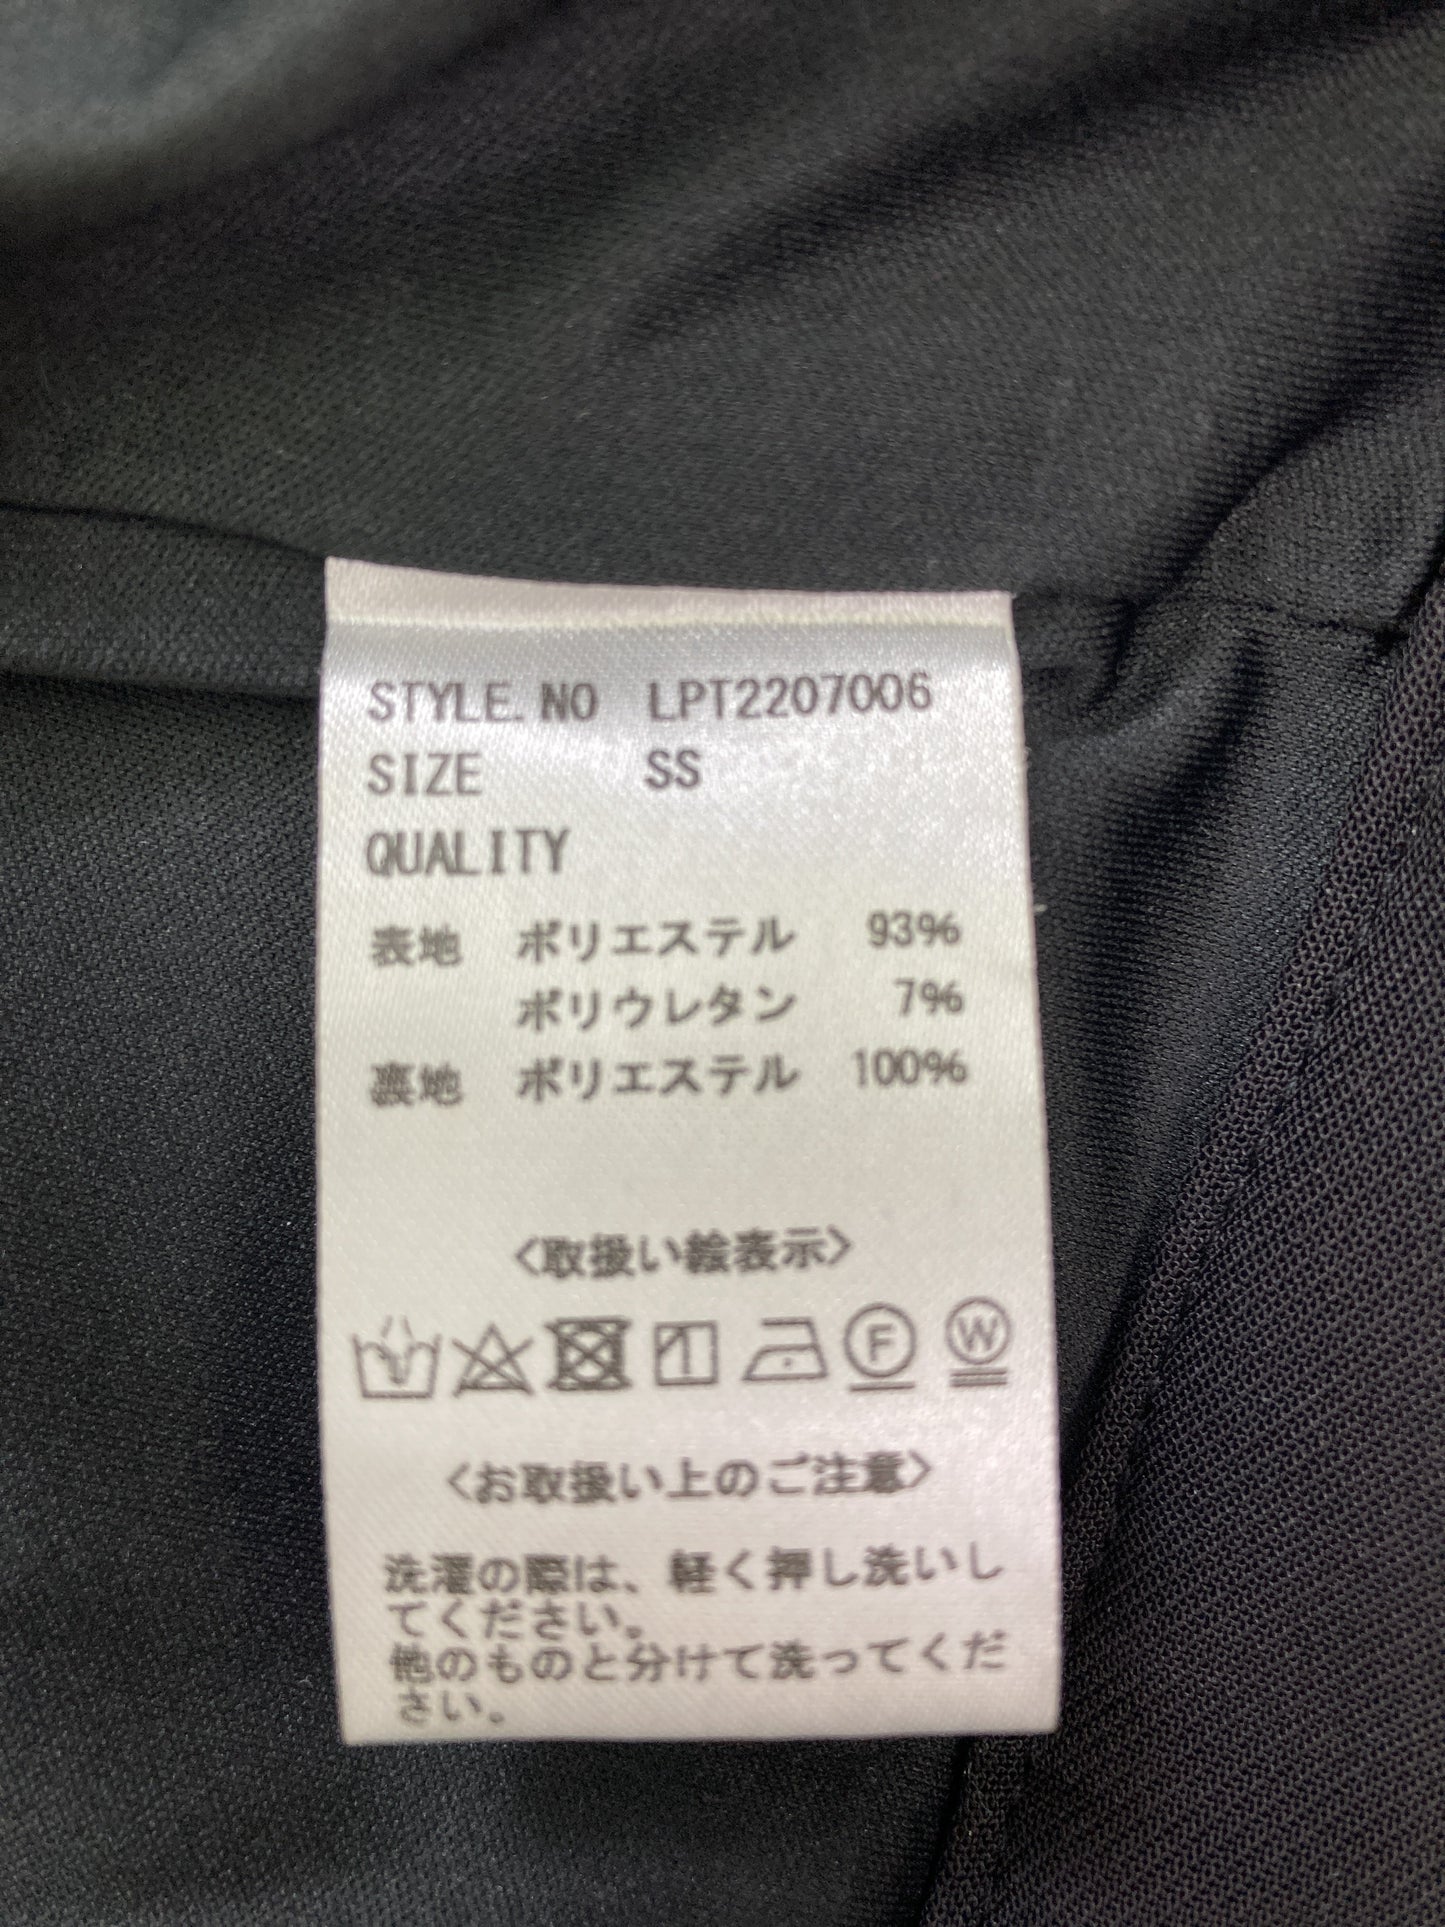 STYLE.NO LPT2207006
SIZE SS
QUALITY
表地 ポリエステル 93%
ポリウレタン 7%
裏地 ポリエステル 100%
<取扱い絵表示>
F W
<お取扱い上のご注意>
洗濯の際は、軽く押し洗いし
てください。
他のものと分けて洗ってくだ
さい。